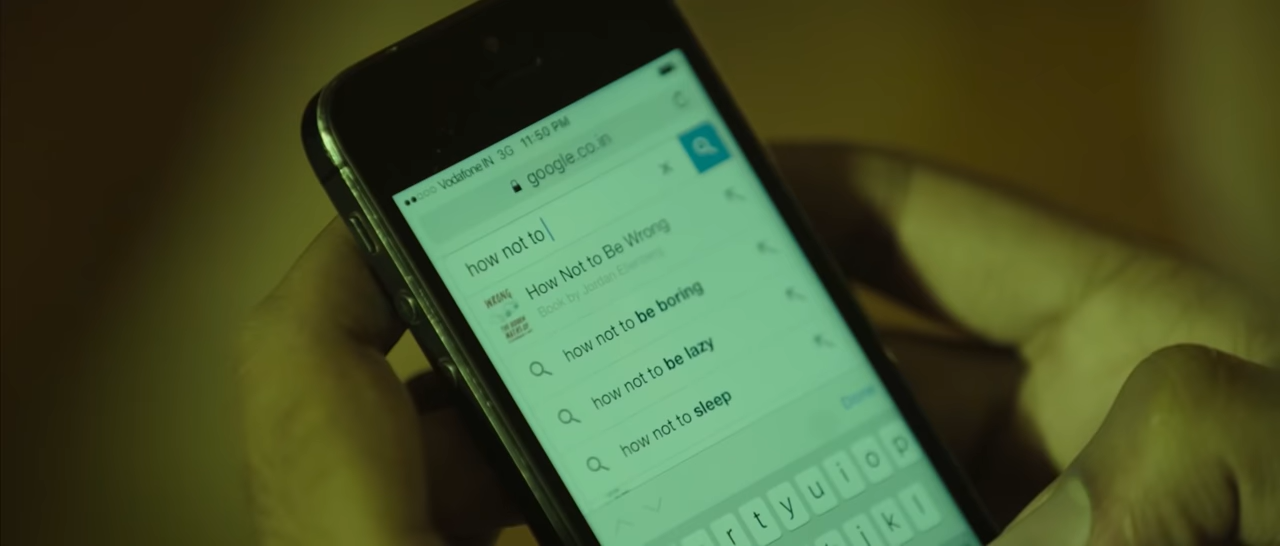 Vodafone IN 3G 11:50 PM
google.co.in
how not to
How Not to Be Wrong
Book by Jordan Ellenberg
WRONG
how not to be boring
how not to be lazy
how not to sleep
Done
r t y u i o p
j k l